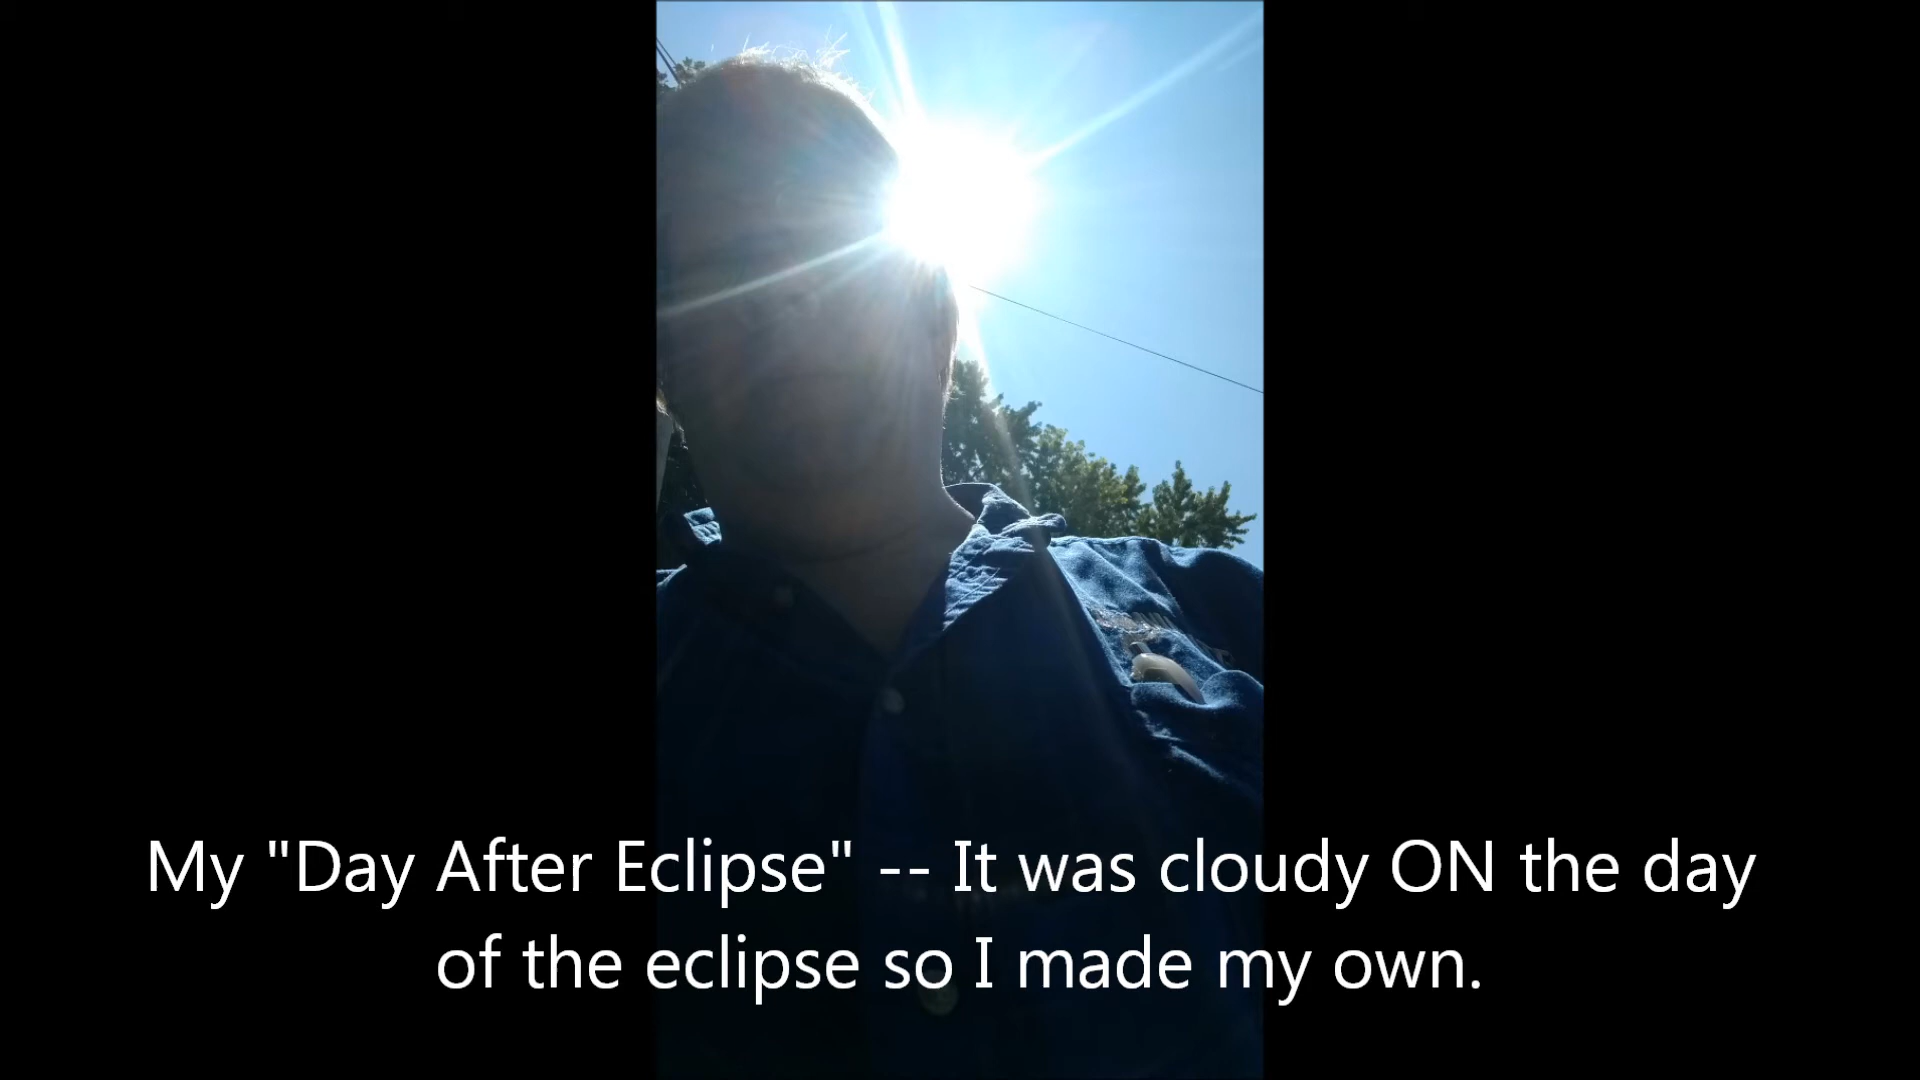 My "Day After Eclipse" -- It was cloudy ON the day
of the eclipse so I made my own.